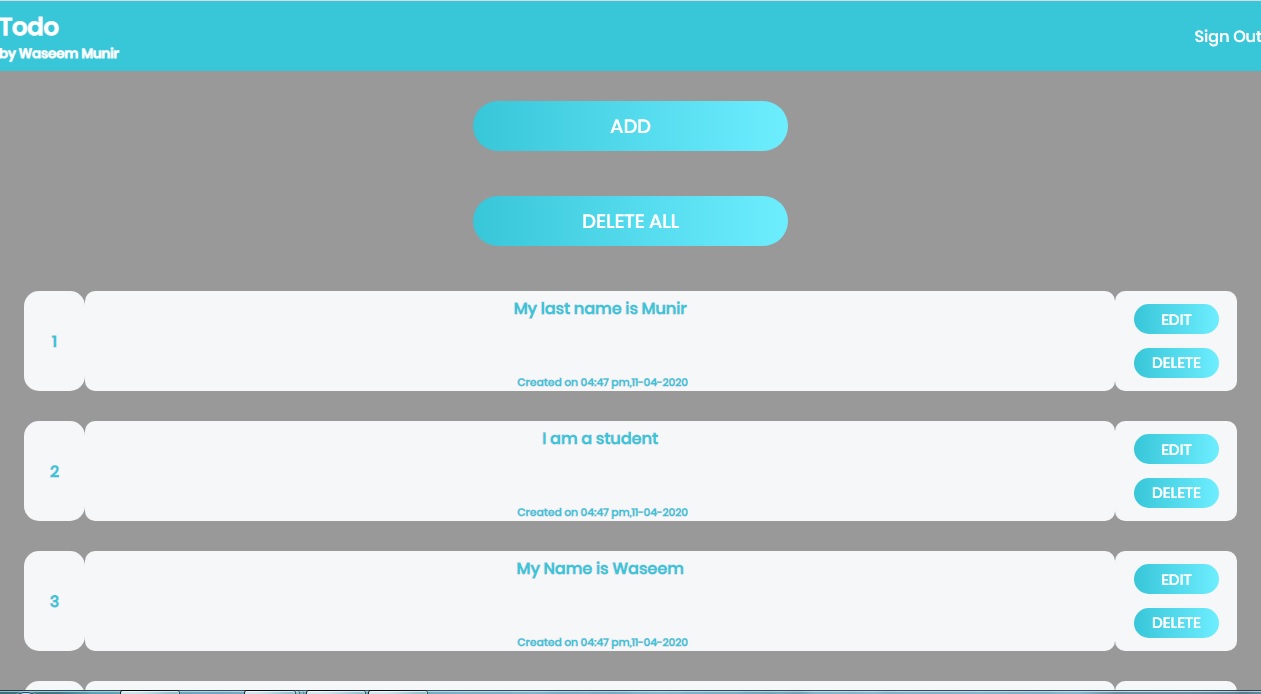 Todo
by Waseem Munir
Sign Out
ADD
DELETE ALL
My last name is Munir
1
EDIT
DELETE
Created on 04:47 pm,11-04-2020
I am a student
2
EDIT
DELETE
Created on 04:47 pm,11-04-2020
My Name is Waseem
3
EDIT
DELETE
Created on 04:47 pm,11-04-2020